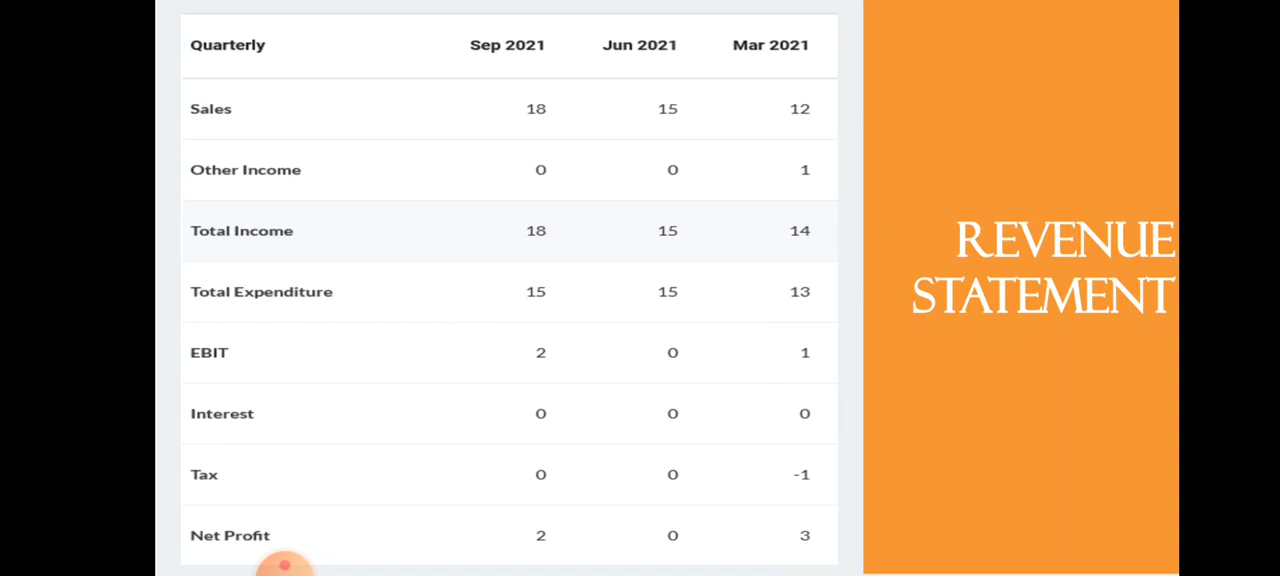 Quarterly Sep 2021 Jun 2021 Mar 2021
Sales 18 15 12
Other Income 0 0 1
Total Income 18 15 14
Total Expenditure 15 15 13
EBIT 2 0 1
Interest 0 0 0
Tax 0 0 -1
Net Profit 2 0 3
REVENUE
STATEMENT